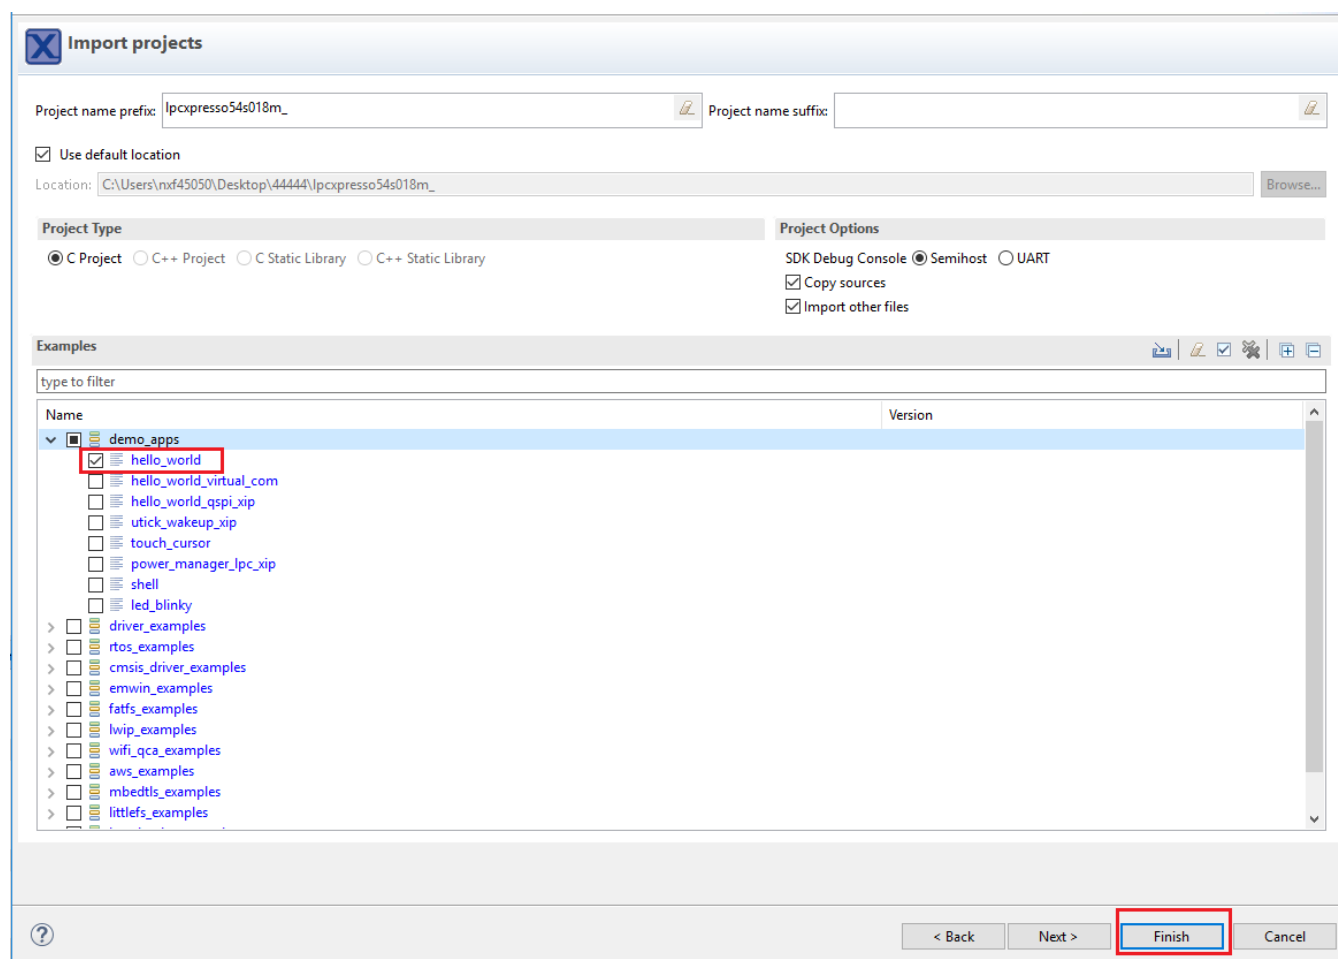 Import projects
Project name prefix: lpcxpresso54s018m_ Project name suffix:
Use default location
Location: C:\Users\nxf45050\Desktop\44444\lpcxpresso54s018m_ Browse...
Project Type Project Options
C Project C++ Project C Static Library C++ Static Library SDK Debug Console Semihost UART
Copy sources
Import other files
Examples
type to filter
Name Version
demo_apps
hello_world
hello_world_virtual_com
hello_world_qspi_xip
utick_wakeup_xip
touch_cursor
power_manager_lpc_xip
shell
led_blinky
driver_examples
rtos_examples
cmsis_driver_examples
emwin_examples
fatfs_examples
lwip_examples
wifi_qca_examples
aws_examples
mbedtls_examples
littlefs_examples
< Back Next > Finish Cancel